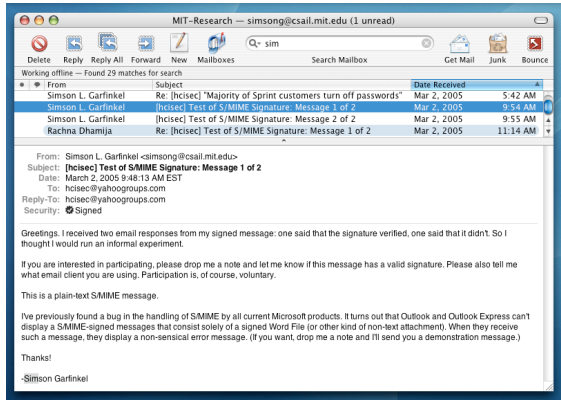 MIT-Research — simsong@csail.mit.edu (1 unread)
sim
Delete Reply Reply All Forward New Mailboxes Search Mailbox Get Mail Junk Bounce
Working offline — Found 29 matches for search
From Subject Date Received
Simson L. Garfinkel Re: [hcisec] "Majority of Sprint customers turn off passwords" Mar 2, 2005 5:42 AM
Simson L. Garfinkel [hcisec] Test of S/MIME Signature: Message 1 of 2 Mar 2, 2005 9:54 AM
Simson L. Garfinkel [hcisec] Test of S/MIME Signature: Message 2 of 2 Mar 2, 2005 9:55 AM
Rachna Dhamija Re: [hcisec] Test of S/MIME Signature: Message 1 of 2 Mar 2, 2005 11:14 AM
From: Simson L. Garfinkel <simsong@csail.mit.edu>
Subject: [hcisec] Test of S/MIME Signature: Message 1 of 2
Date: March 2, 2005 9:48:13 AM EST
To: hcisec@yahoogroups.com
Reply-To: hcisec@yahoogroups.com
Security: Signed
Greetings. I received two email responses from my signed message: one said that the signature verified, one said that it didn't. So I
thought I would run an informal experiment.
If you are interested in participating, please drop me a note and let me know if this message has a valid signature. Please also tell me
what email client you are using. Participation is, of course, voluntary.
This is a plain-text S/MIME message.
I've previously found a bug in the handling of S/MIME by all current Microsoft products. It turns out that Outlook and Outlook Express can't
display a S/MIME-signed messages that consist solely of a signed Word File (or other kind of non-text attachment). When they receive
such a message, they display a non-sensical error message. (If you want, drop me a note and I'll send you a demonstration message.)
Thanks!
-Simson Garfinkel